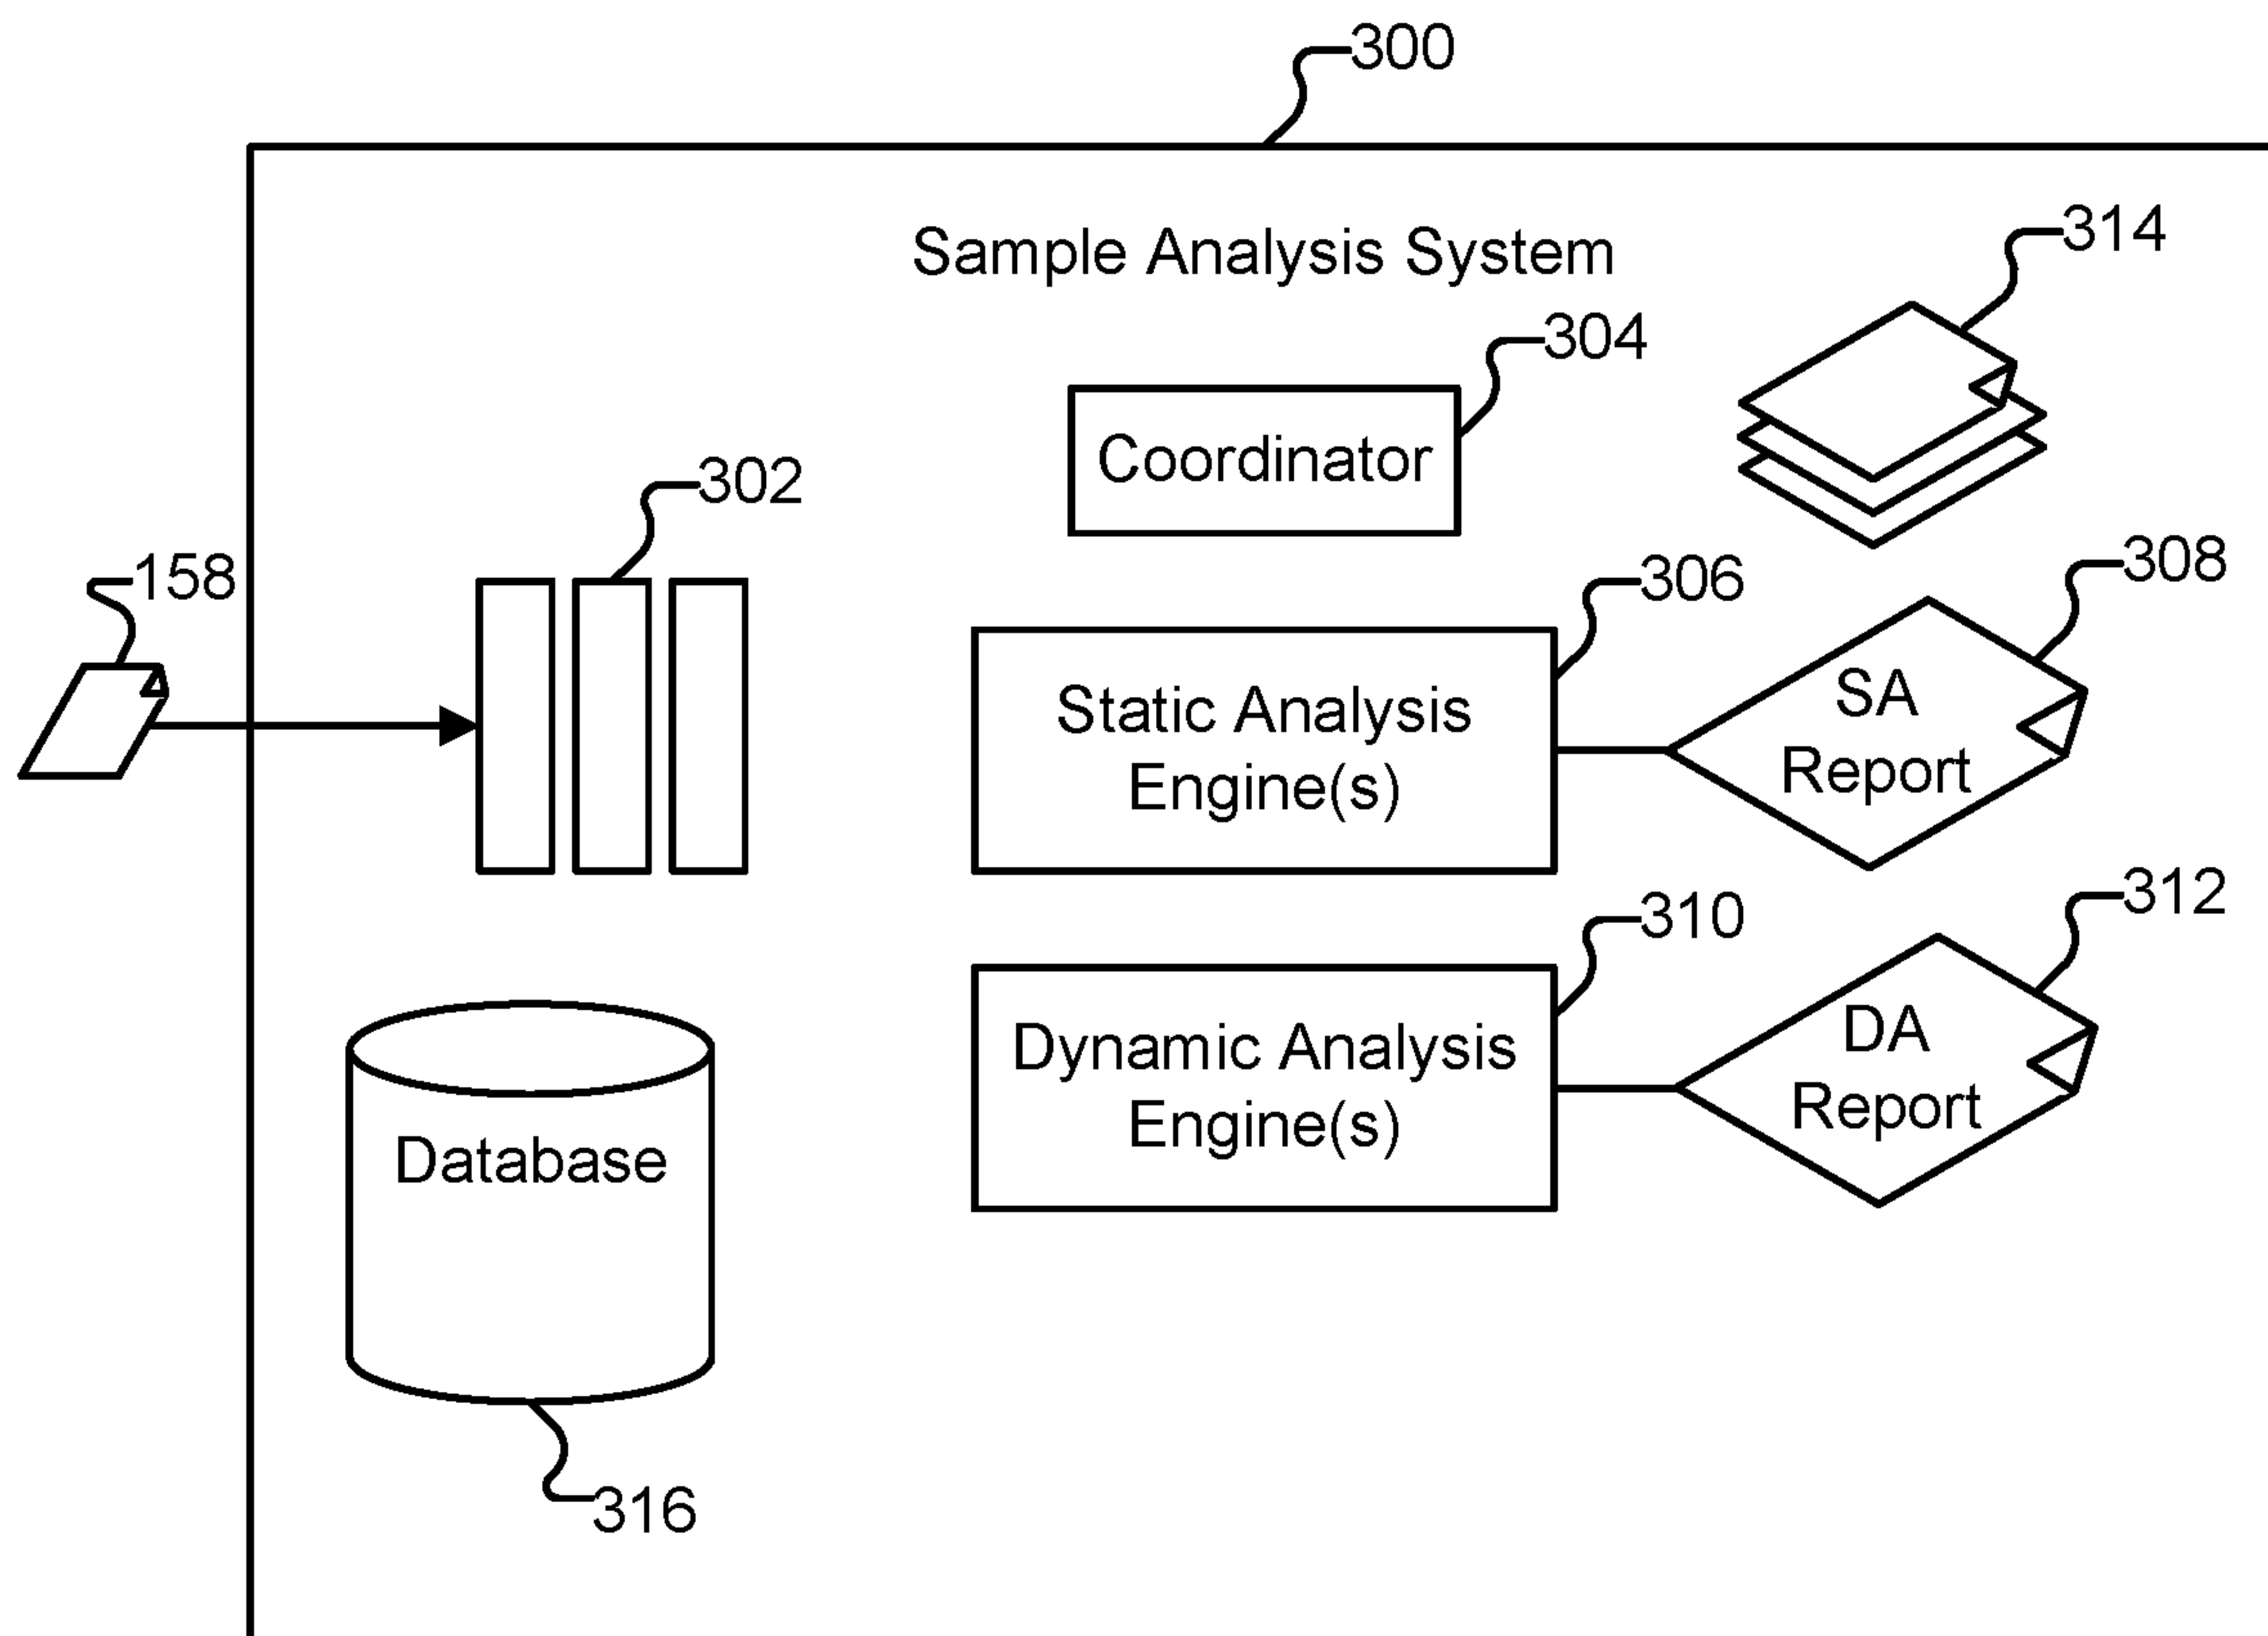 300
Sample Analysis System
314
304
Coordinator
302
158
306
308
Static Analysis
Engine(s)
SA
Report
310
312
Dynamic Analysis
Engine(s)
DA
Report
Database
316